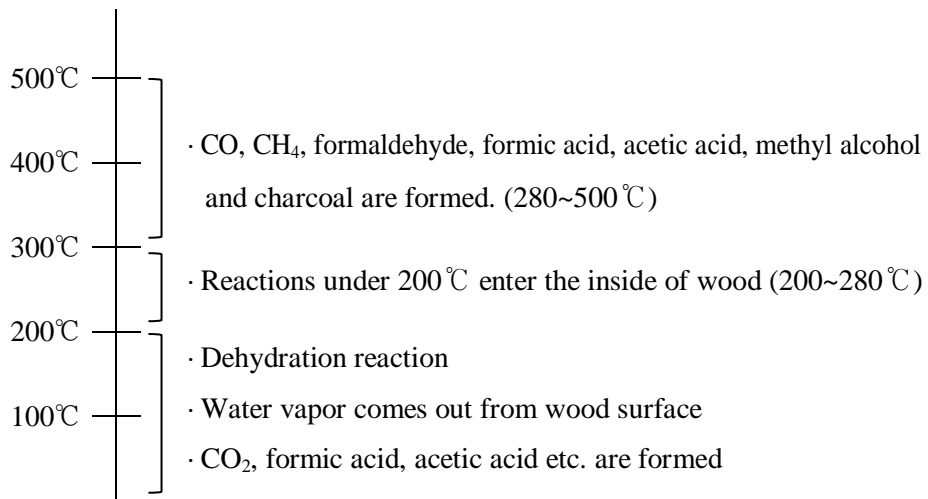 500℃
· CO, CH₄, formaldehyde, formic acid, acetic acid, methyl alcohol
400℃
and charcoal are formed. (280~500℃)
300℃
· Reactions under 200℃ enter the inside of wood (200~280℃)
200℃
· Dehydration reaction
100℃
· Water vapor comes out from wood surface
· CO₂, formic acid, acetic acid etc. are formed